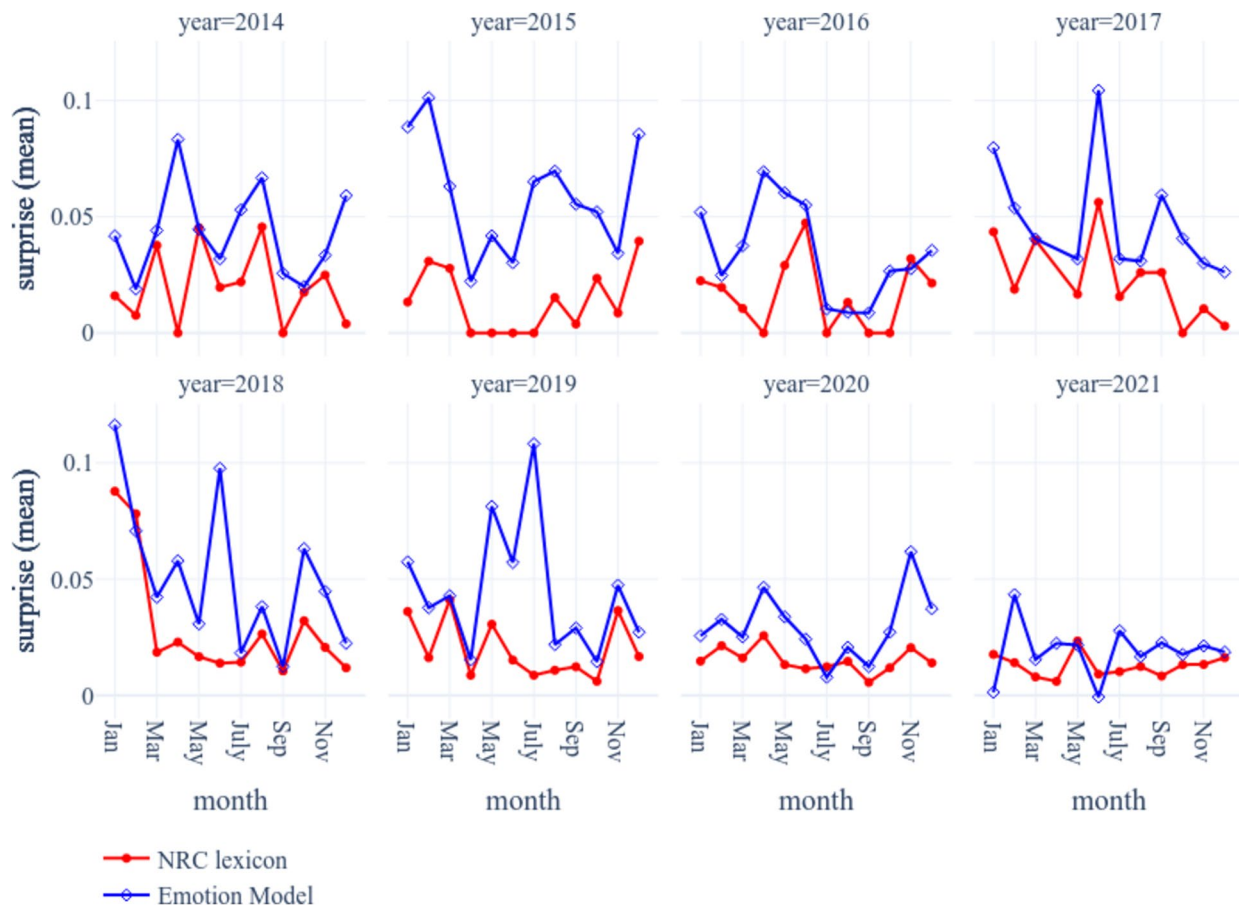 year=2014 year=2015 year=2016 year=2017
surprise (mean)
0.1
0.05
0
year=2018 year=2019 year=2020 year=2021
surprise (mean)
0.1
0.05
0
Jan Mar May July Sep Nov Jan Mar May July Sep Nov Jan Mar May July Sep Nov Jan Mar May July Sep Nov
month month month month
NRC lexicon
Emotion Model